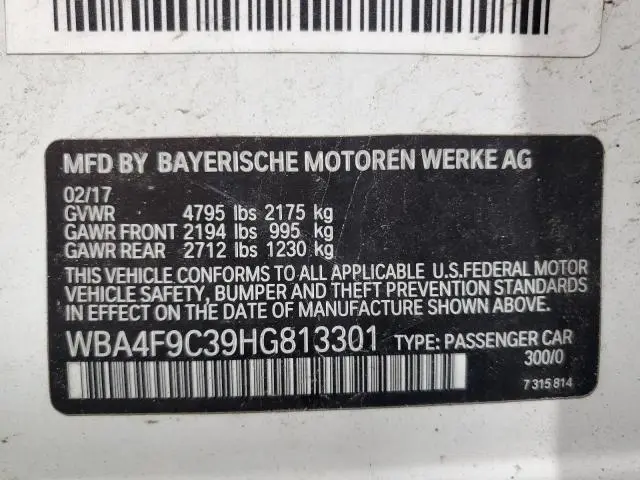 MFD BY BAYERISCHE MOTOREN WERKE AG
02/17
GVWR 4795 lbs 2175 kg
GAWR FRONT 2194 lbs 995 kg
GAWR REAR 2712 lbs 1230 kg
THIS VEHICLE CONFORMS TO ALL APPLICABLE U.S.FEDERAL MOTOR
VEHICLE SAFETY, BUMPER AND THEFT PREVENTION STANDARDS
IN EFFECT ON THE DATE OF MANUFACTURE SHOWN ABOVE.
WBA4F9C39HG813301 TYPE: PASSENGER CAR
300/0
7 315 814